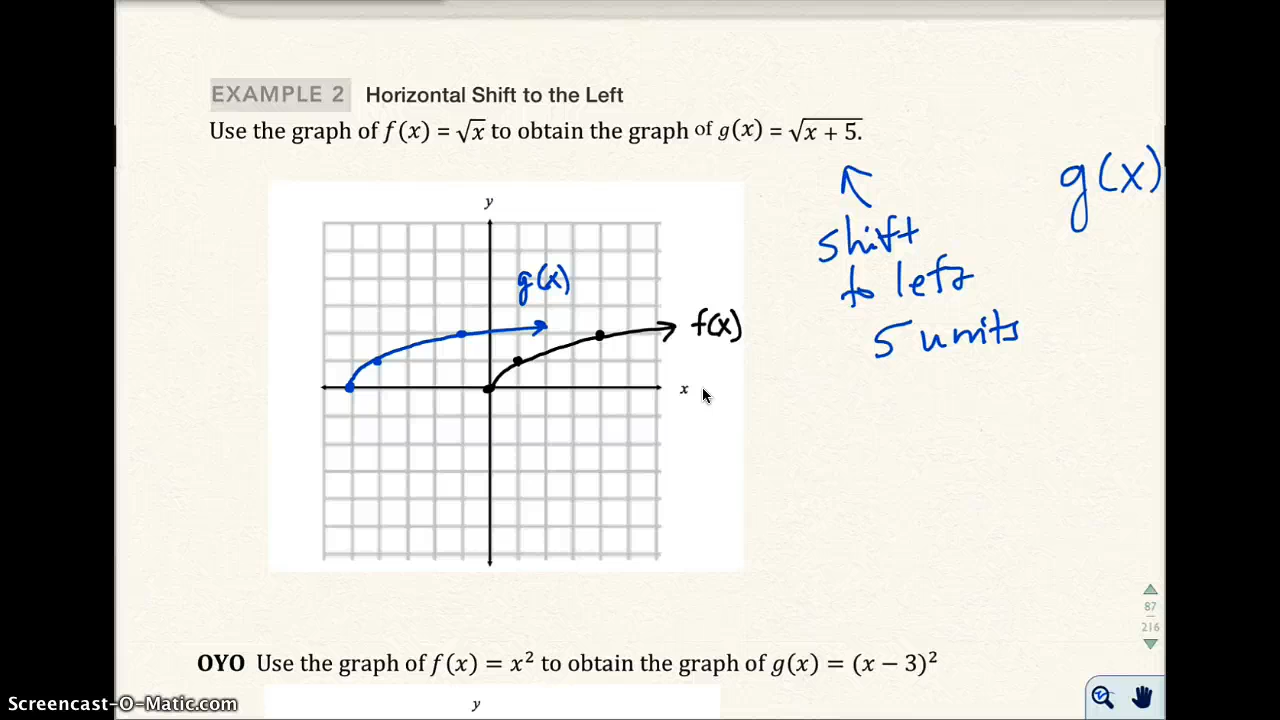 EXAMPLE 2 Horizontal Shift to the Left
Use the graph of f(x) = √x to obtain the graph of g(x) = √x + 5.
g(x)
shift
to left
5 units
y
g(x)
f(x)
x
87
216
OYO Use the graph of f(x) = x² to obtain the graph of g(x) = (x − 3)²
y
Screencast-O-Matic.com